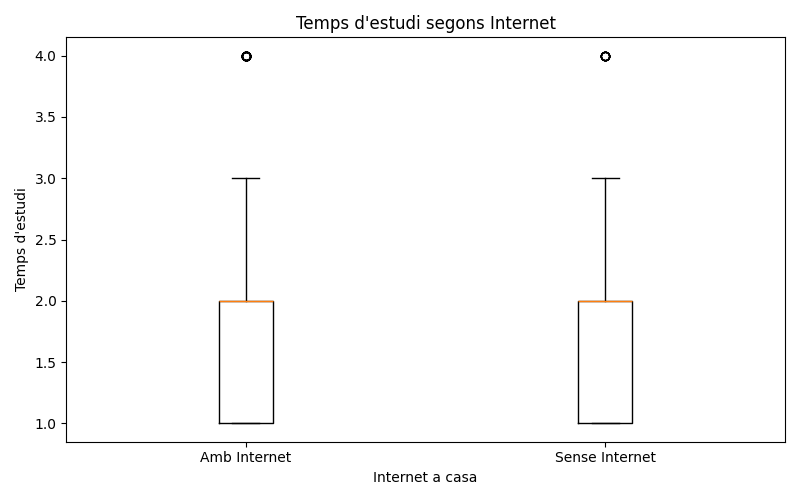 Temps d'estudi segons Internet
Temps d'estudi
4.0
3.5
3.0
2.5
2.0
1.5
1.0
Amb Internet
Sense Internet
Internet a casa